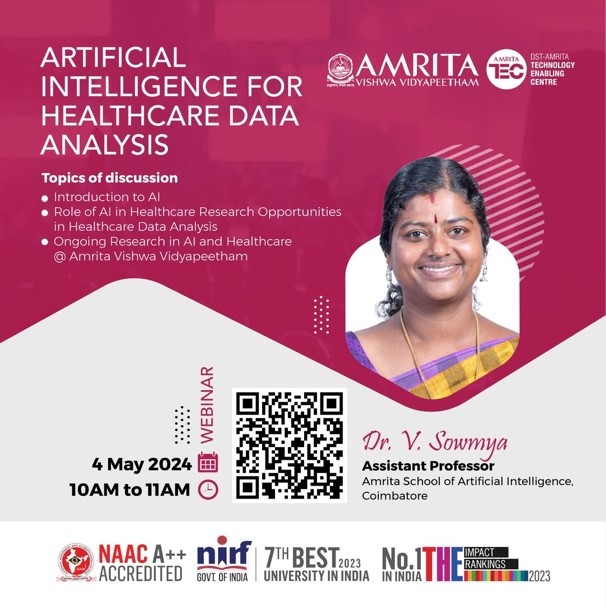 ARTIFICIAL
INTELLIGENCE FOR
HEALTHCARE DATA
ANALYSIS
AMRITA
VISHWA VIDYAPEETHAM
AMRITA
TEC
DST-AMRITA
TECHNOLOGY
ENABLING
CENTRE
Topics of discussion
Introduction to AI
Role of AI in Healthcare Research Opportunities
in Healthcare Data Analysis
Ongoing Research in AI and Healthcare
@ Amrita Vishwa Vidyapeetham
WEBINAR
4 May 2024
10AM to 11AM
Dr. V. Sowmya
Assistant Professor
Amrita School of Artificial Intelligence,
Coimbatore
NAAC A++
ACCREDITED
nirf
GOVT. OF INDIA
7TH BEST 2023
UNIVERSITY IN INDIA
No.1
IN INDIA
THE IMPACT
RANKINGS
2023